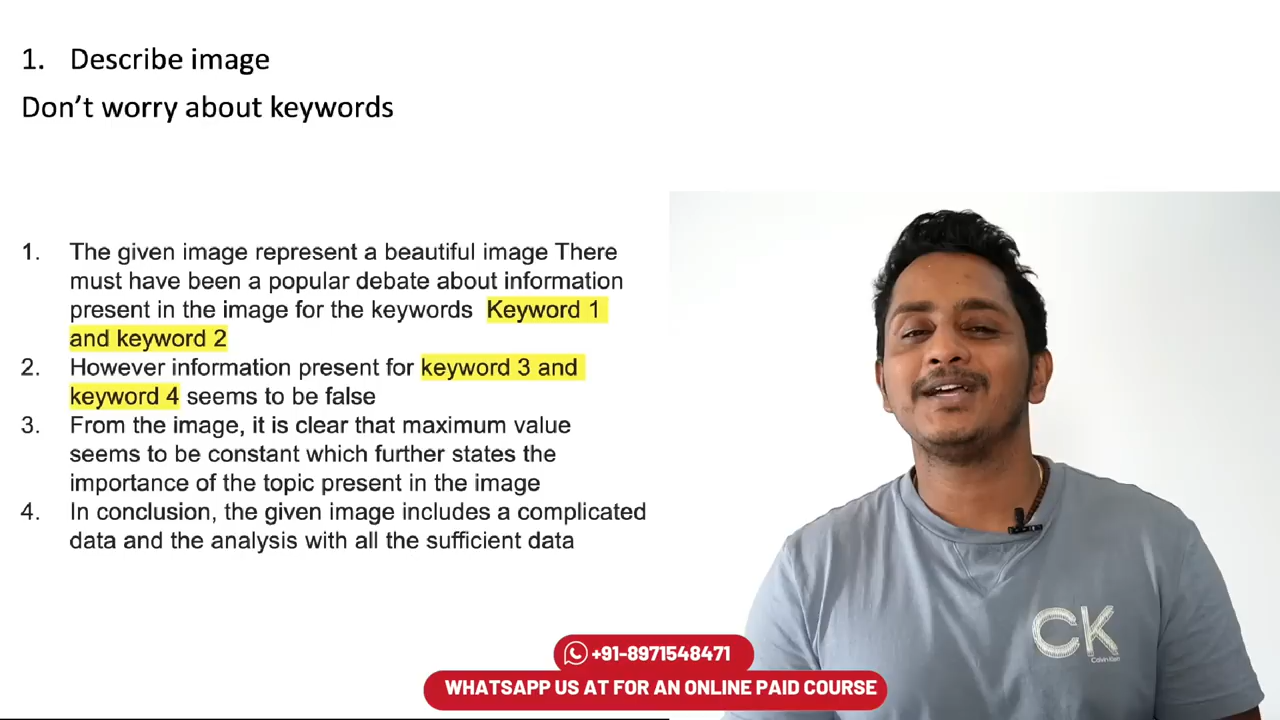 1. Describe image
Don’t worry about keywords
1. The given image represent a beautiful image There
must have been a popular debate about information
present in the image for the keywords Keyword 1
and keyword 2
2. However information present for keyword 3 and
keyword 4 seems to be false
3. From the image, it is clear that maximum value
seems to be constant which further states the
importance of the topic present in the image
4. In conclusion, the given image includes a complicated
data and the analysis with all the sufficient data
CK
Calvin Klein
+91-8971548471
WHATSAPP US AT FOR AN ONLINE PAID COURSE